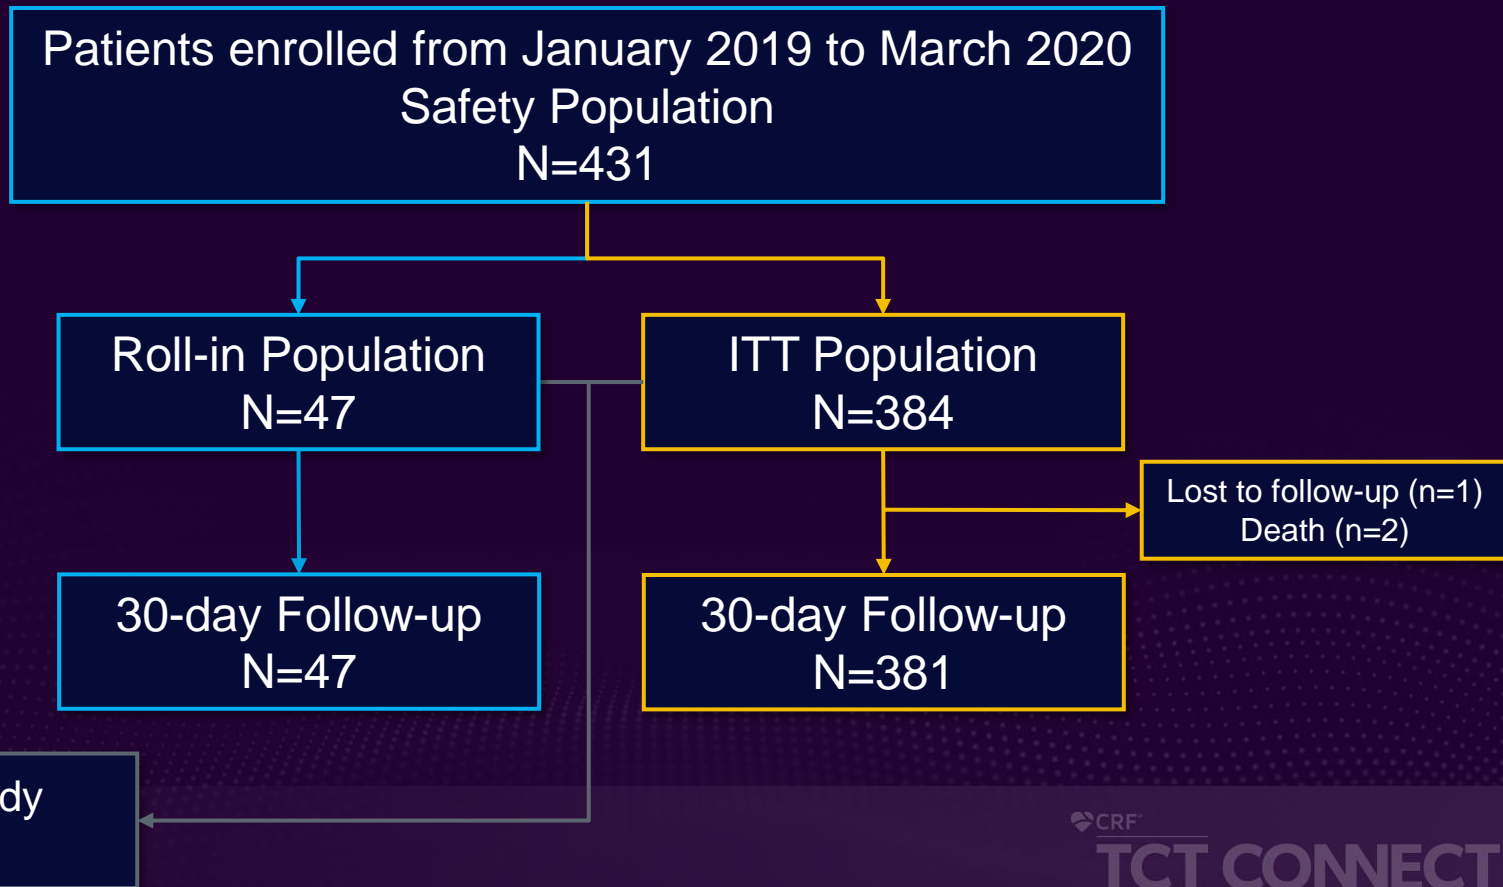 Patients enrolled from January 2019 to March 2020
Safety Population
N=431
Roll-in Population
N=47
ITT Population
N=384
Lost to follow-up (n=1)
Death (n=2)
30-day Follow-up
N=47
30-day Follow-up
N=381
dy
CRF
TCT CONNECT